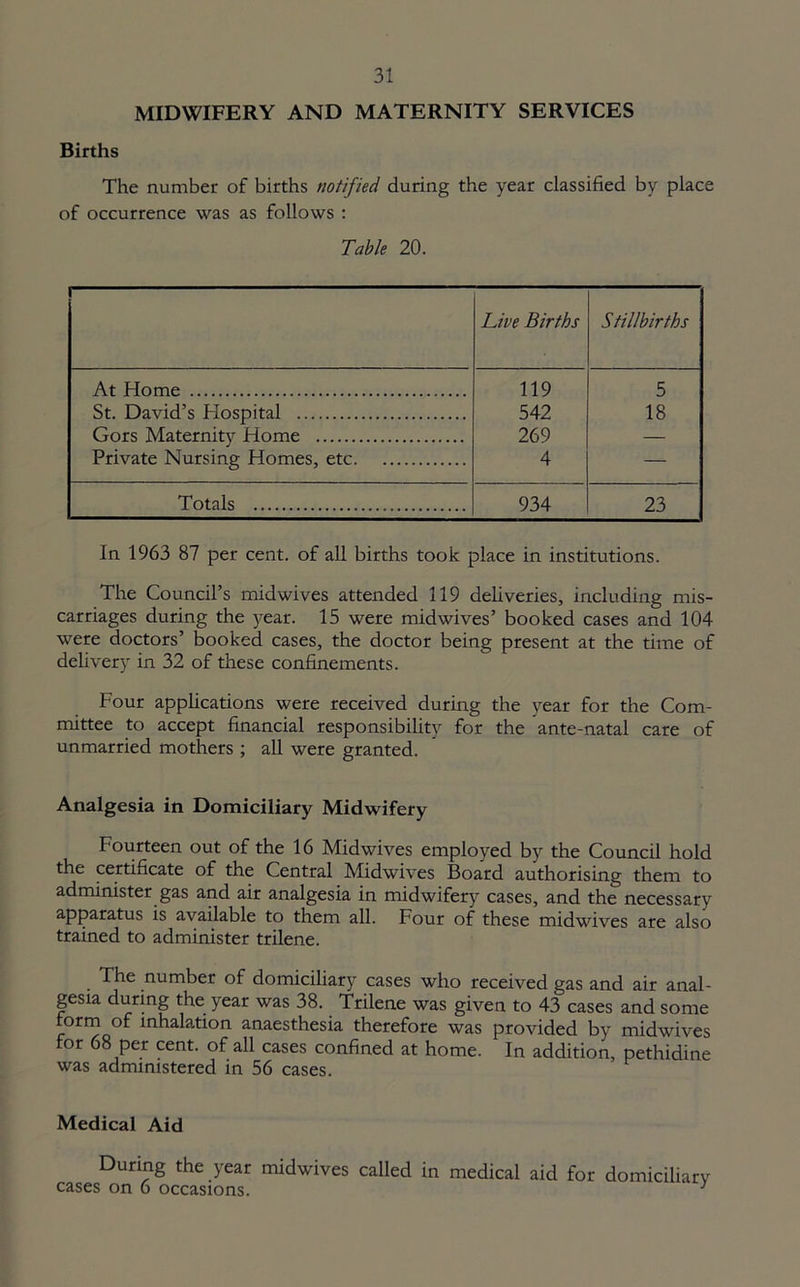 31
MIDWIFERY AND MATERNITY SERVICES
Births
The number of births notified during the year classified by place
of occurrence was as follows :
Table 20.
Live Births Stillbirths
At Home ............ 119 5
St. David's Hospital ............ 542 18
Gors Maternity Home ............ 269 —
Private Nursing Homes, etc. ............ 4 —
Totals ............ 934 23
In 1963 87 per cent. of all births took place in institutions.
The Council's midwives attended 119 deliveries, including mis-
carriages during the year. 15 were midwives' booked cases and 104
were doctors' booked cases, the doctor being present at the time of
delivery in 32 of these confinements.
Four applications were received during the year for the Com-
mittee to accept financial responsibility for the ante-natal care of
unmarried mothers ; all were granted.
Analgesia in Domiciliary Midwifery
Fourteen out of the 16 Midwives employed by the Council hold
the certificate of the Central Midwives Board authorising them to
administer gas and air analgesia in midwifery cases, and the necessary
apparatus is available to them all. Four of these midwives are also
trained to administer trilene.
The number of domiciliary cases who received gas and air anal-
gesia during the year was 38. Trilene was given to 43 cases and some
form of inhalation anaesthesia therefore was provided by midwives
for 68 per cent. of all cases confined at home. In addition, pethidine
was administered in 56 cases.
Medical Aid
During the year midwives called in medical aid for domiciliary
cases on 6 occasions.